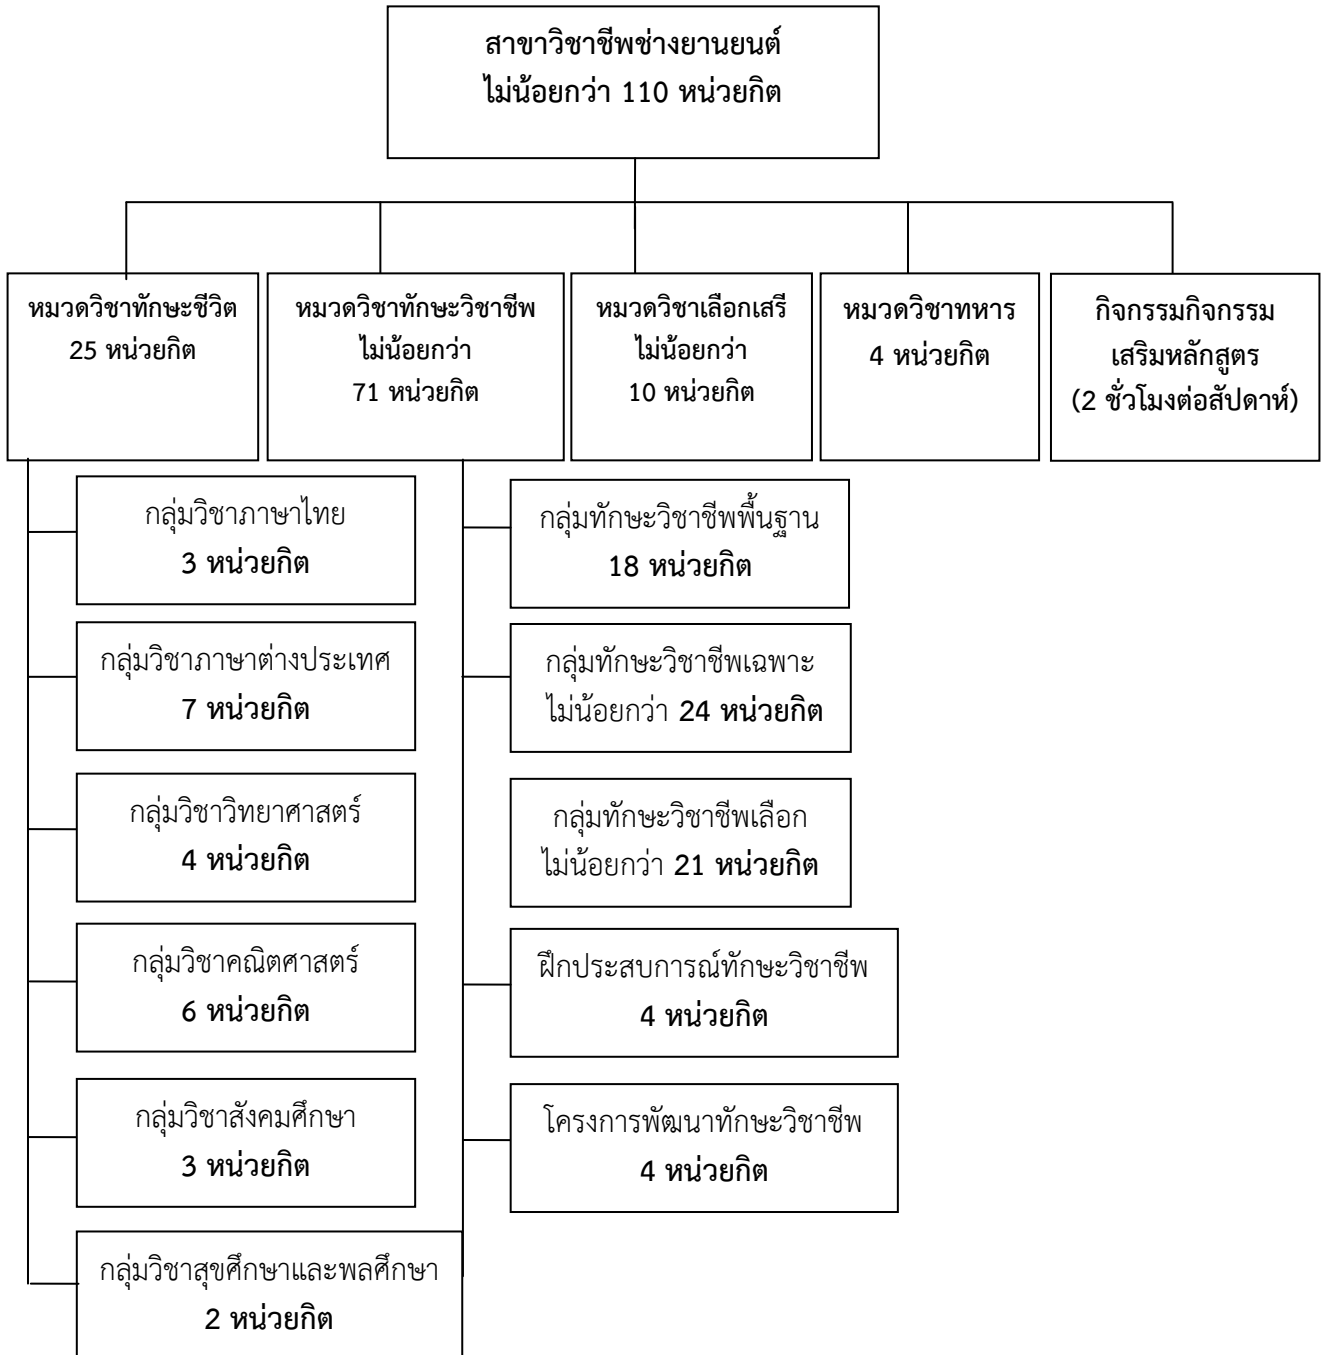 สาขาวิชาชีพช่างยานยนต์
ไม่น้อยกว่า 110 หน่วยกิต
หมวดวิชาทักษะชีวิต
25 หน่วยกิต
หมวดวิชาทักษะวิชาชีพ
ไม่น้อยกว่า
71 หน่วยกิต
หมวดวิชาเลือกเสรี
ไม่น้อยกว่า
10 หน่วยกิต
หมวดวิชาทหาร
4 หน่วยกิต
กิจกรรมกิจกรรม
เสริมหลักสูตร
(2 ชั่วโมงต่อสัปดาห์)
กลุ่มวิชาภาษาไทย
3 หน่วยกิต
กลุ่มวิชาภาษาต่างประเทศ
7 หน่วยกิต
กลุ่มวิชาวิทยาศาสตร์
4 หน่วยกิต
กลุ่มวิชาคณิตศาสตร์
6 หน่วยกิต
กลุ่มวิชาสังคมศึกษา
3 หน่วยกิต
กลุ่มวิชาสุขศึกษาและพลศึกษา
2 หน่วยกิต
กลุ่มทักษะวิชาชีพพื้นฐาน
18 หน่วยกิต
กลุ่มทักษะวิชาชีพเฉพาะ
ไม่น้อยกว่า 24 หน่วยกิต
กลุ่มทักษะวิชาชีพเลือก
ไม่น้อยกว่า 21 หน่วยกิต
ฝึกประสบการณ์ทักษะวิชาชีพ
4 หน่วยกิต
โครงการพัฒนาทักษะวิชาชีพ
4 หน่วยกิต